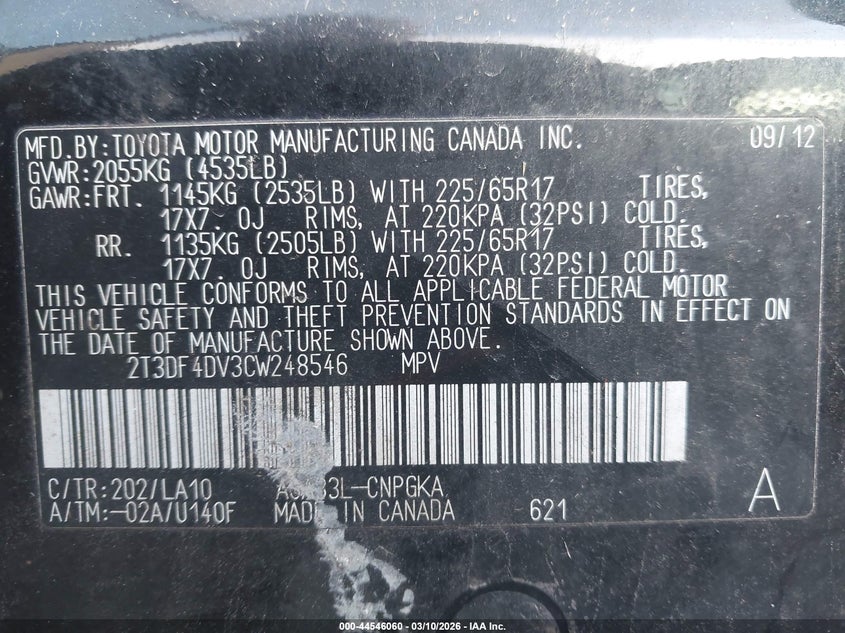 MFD.BY:TOYOTA MOTOR MANUFACTURING CANADA INC. 09/12
GVWR:2055KG (4535LB)
GAWR:FRT. 1145KG (2535LB) WITH 225/65R17 TIRES,
17X7.0J RIMS, AT 220KPA (32PSI) COLD.
RR. 1135KG (2505LB) WITH 225/65R17 TIRES,
17X7.0J RIMS, AT 220KPA (32PSI) COLD.
THIS VEHICLE CONFORMS TO ALL APPLICABLE FEDERAL MOTOR
VEHICLE SAFETY AND THEFT PREVENTION STANDARDS IN EFFECT ON
THE DATE OF MANUFACTURE SHOWN ABOVE.
2T3DF4DV3CW248546 MPV
C/TR:202/LA10
A/TM:-02A/U140F MADE IN CANADA 621 A
000-44546060 - 03/10/2026 - IAA Inc.